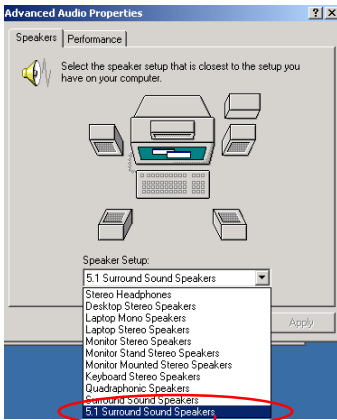 Advanced Audio Properties
Speakers
Performance
Select the speaker setup that is closest to the setup you
have on your computer.
Speaker Setup:
5.1 Surround Sound Speakers
Stereo Headphones
Desktop Stereo Speakers
Laptop Mono Speakers
Laptop Stereo Speakers
Monitor Stereo Speakers
Monitor Stand Stereo Speakers
Monitor Mounted Stereo Speakers
Keyboard Stereo Speakers
Quadraphonic Speakers
Surround Sound Speakers
5.1 Surround Sound Speakers
Apply